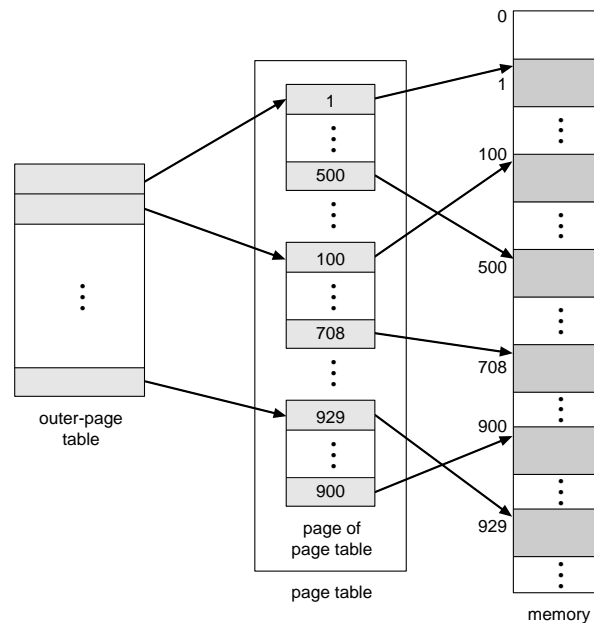 outer-page
table
1
500
100
708
929
900
page of
page table
page table
0
1
100
500
708
900
929
memory